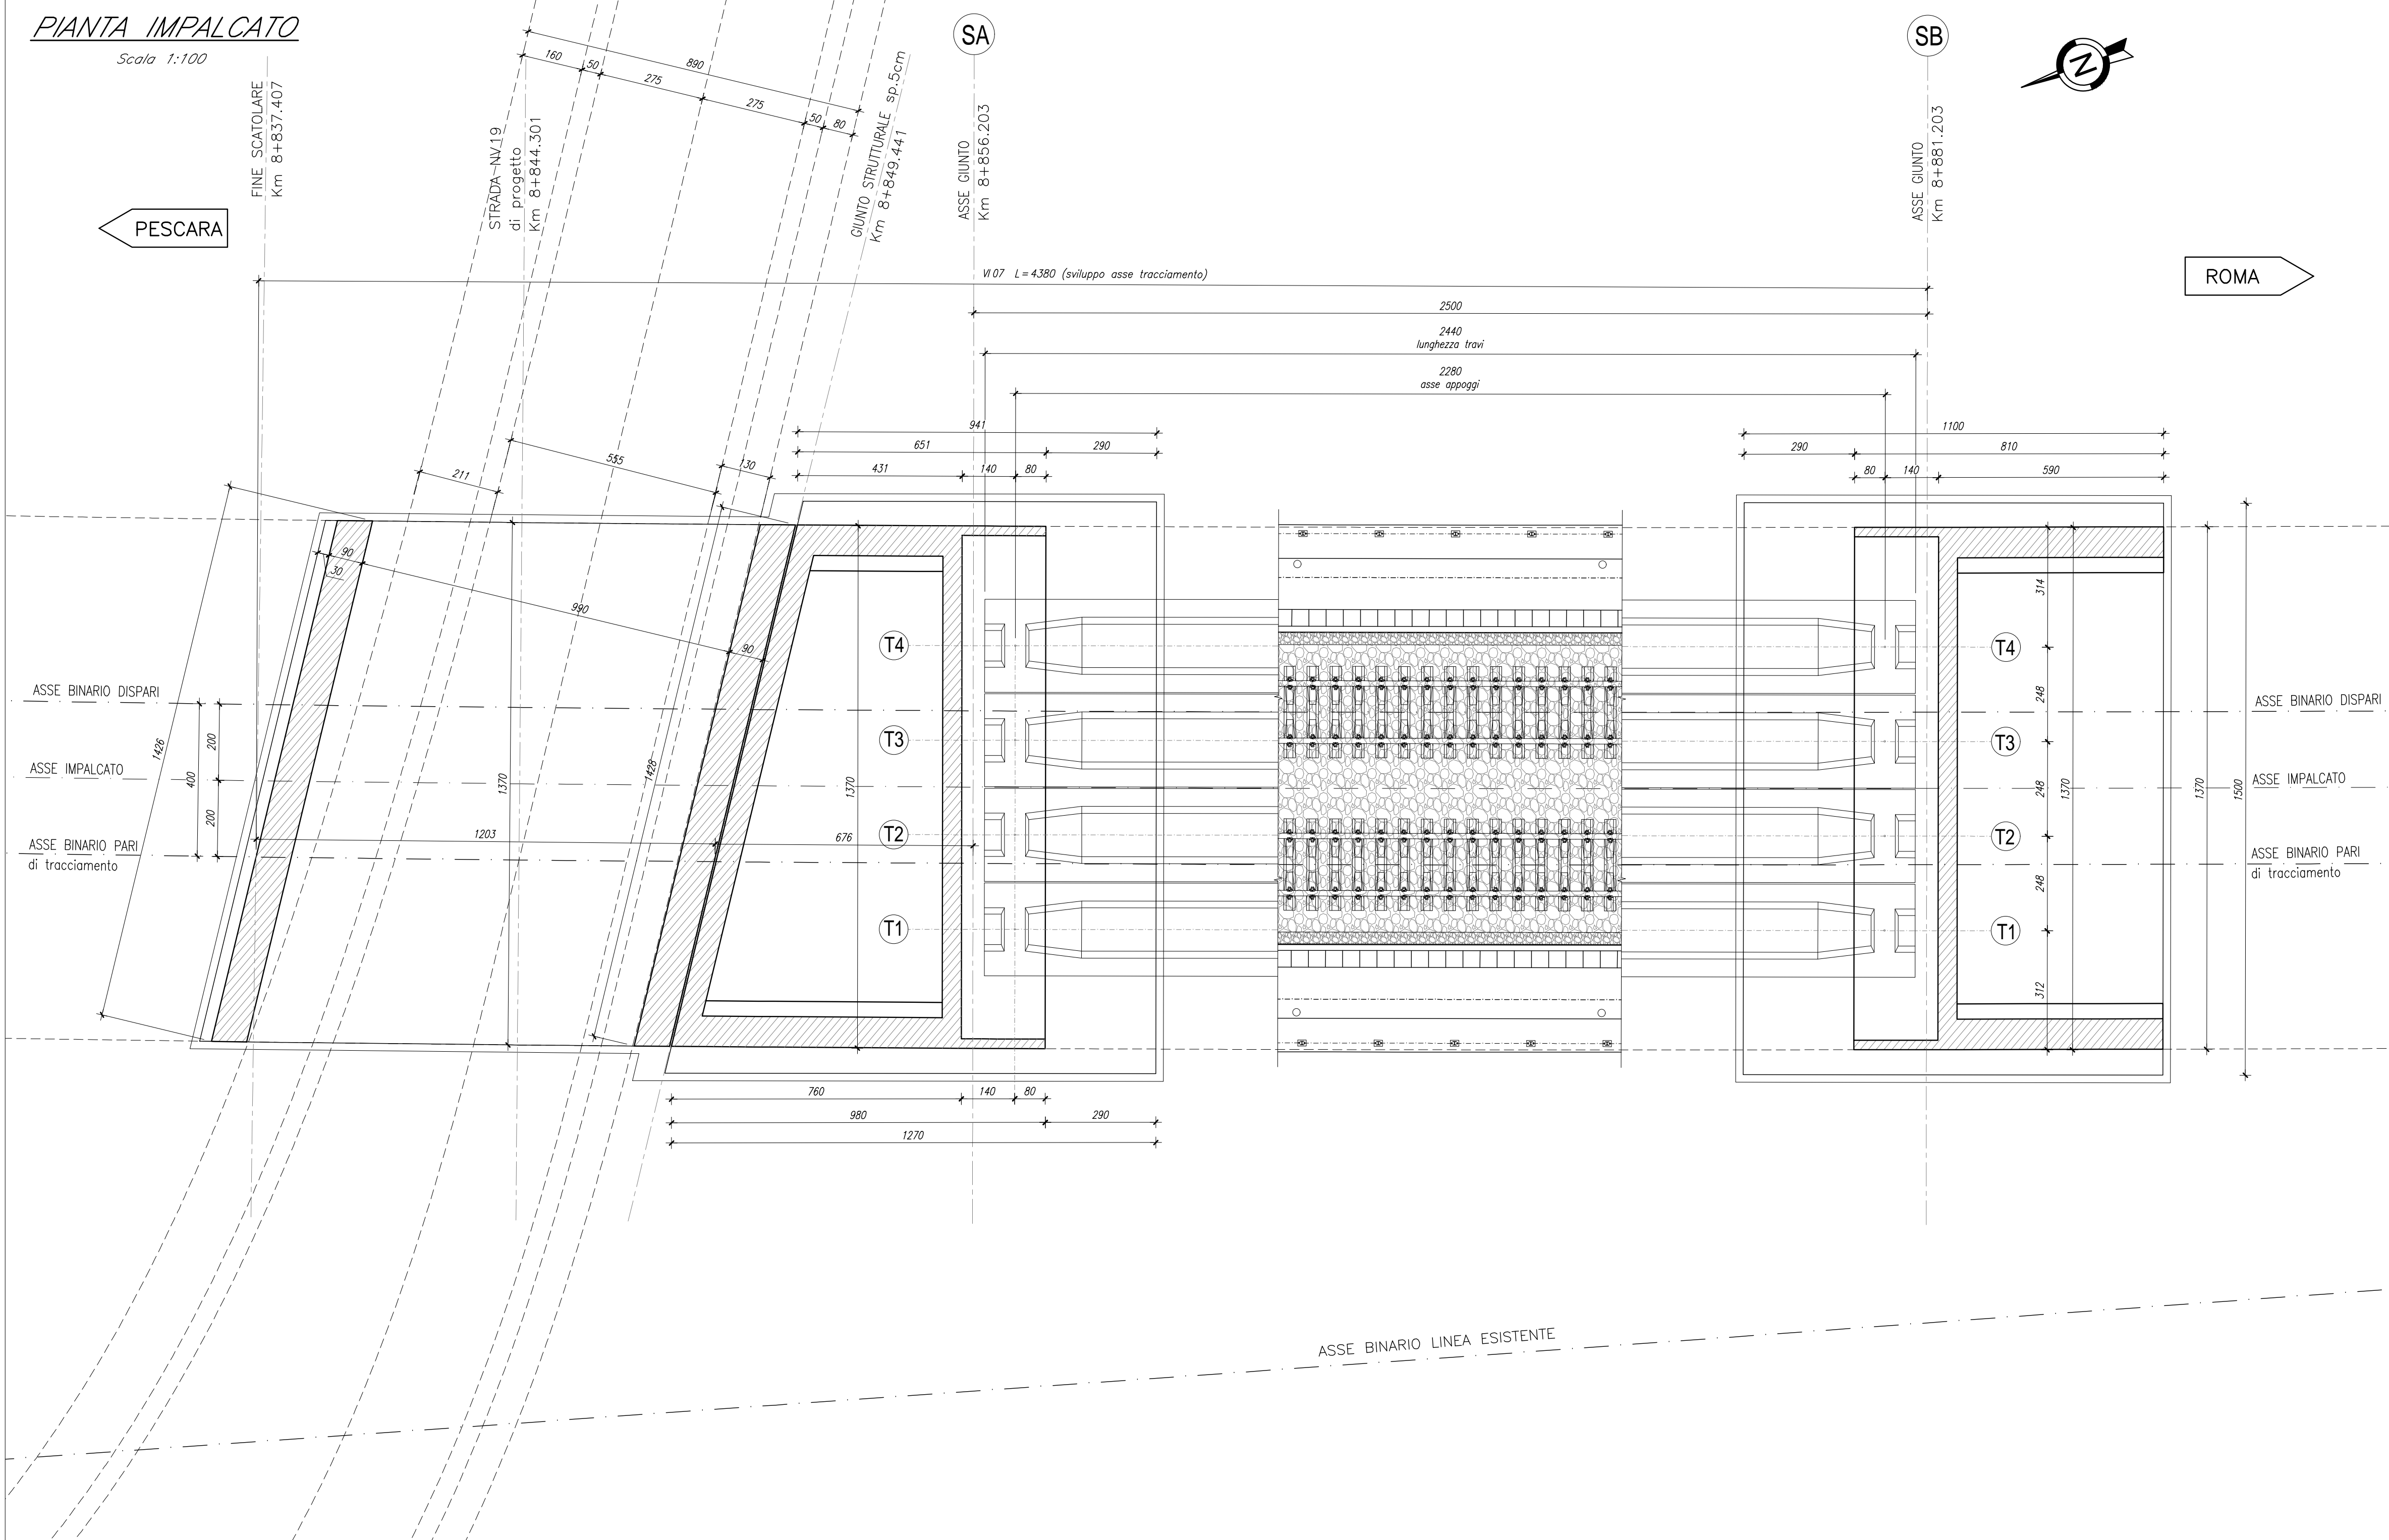 PIANTA IMPALCATO
Scala 1:100
FINE SCATOLARE
Km 8+837.407
STRADA NV19
di progetto
Km 8+844.301
160
50
275
890
275
50
80
GIUNTO STRUTTURALE sp.5cm
Km 8+849.441
SA
ASSE GIUNTO
Km 8+856.203
SB
ASSE GIUNTO
Km 8+881.203
N
PESCARA
ROMA
VI 07 L=4380 (sviluppo asse tracciamento)
2500
2440
lunghezza travi
2280
asse appoggi
941
651
290
431
140
80
1100
290
810
80
140
590
211
555
130
90
30
990
90
1426
1370
1428
1370
314
248
248
248
312
1370
1370
1500
T4
T3
T2
T1
T4
T3
T2
T1
ASSE BINARIO DISPARI
ASSE IMPALCATO
ASSE BINARIO PARI
di tracciamento
400
200
200
1203
676
ASSE BINARIO DISPARI
ASSE IMPALCATO
ASSE BINARIO PARI
di tracciamento
760
140
80
980
290
1270
ASSE BINARIO LINEA ESISTENTE